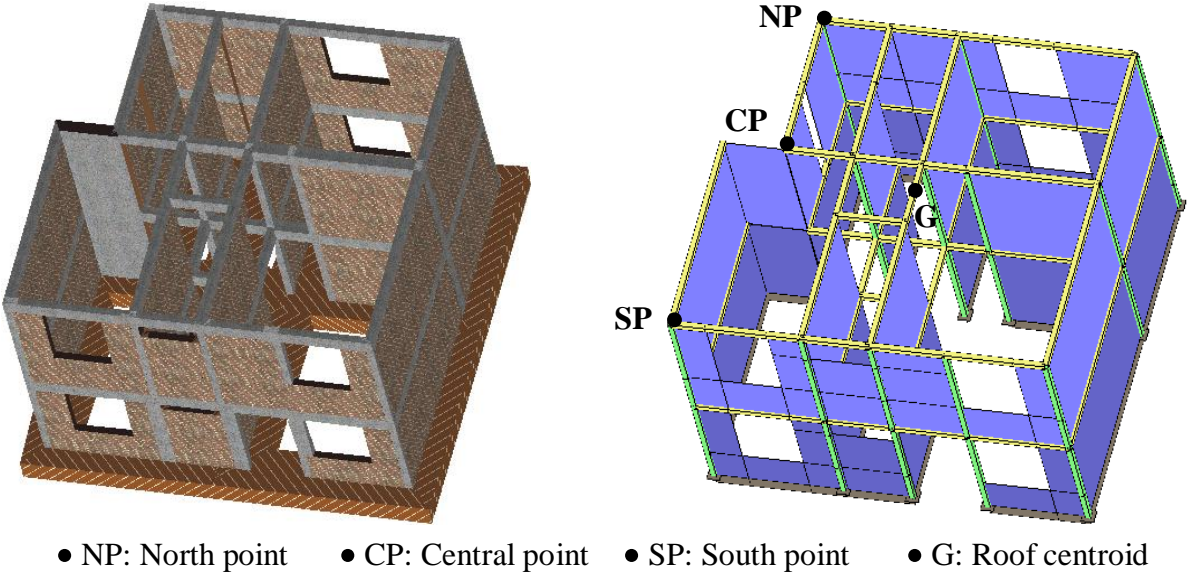 NP
CP
G
SP
● NP: North point ● CP: Central point ● SP: South point ● G: Roof centroid